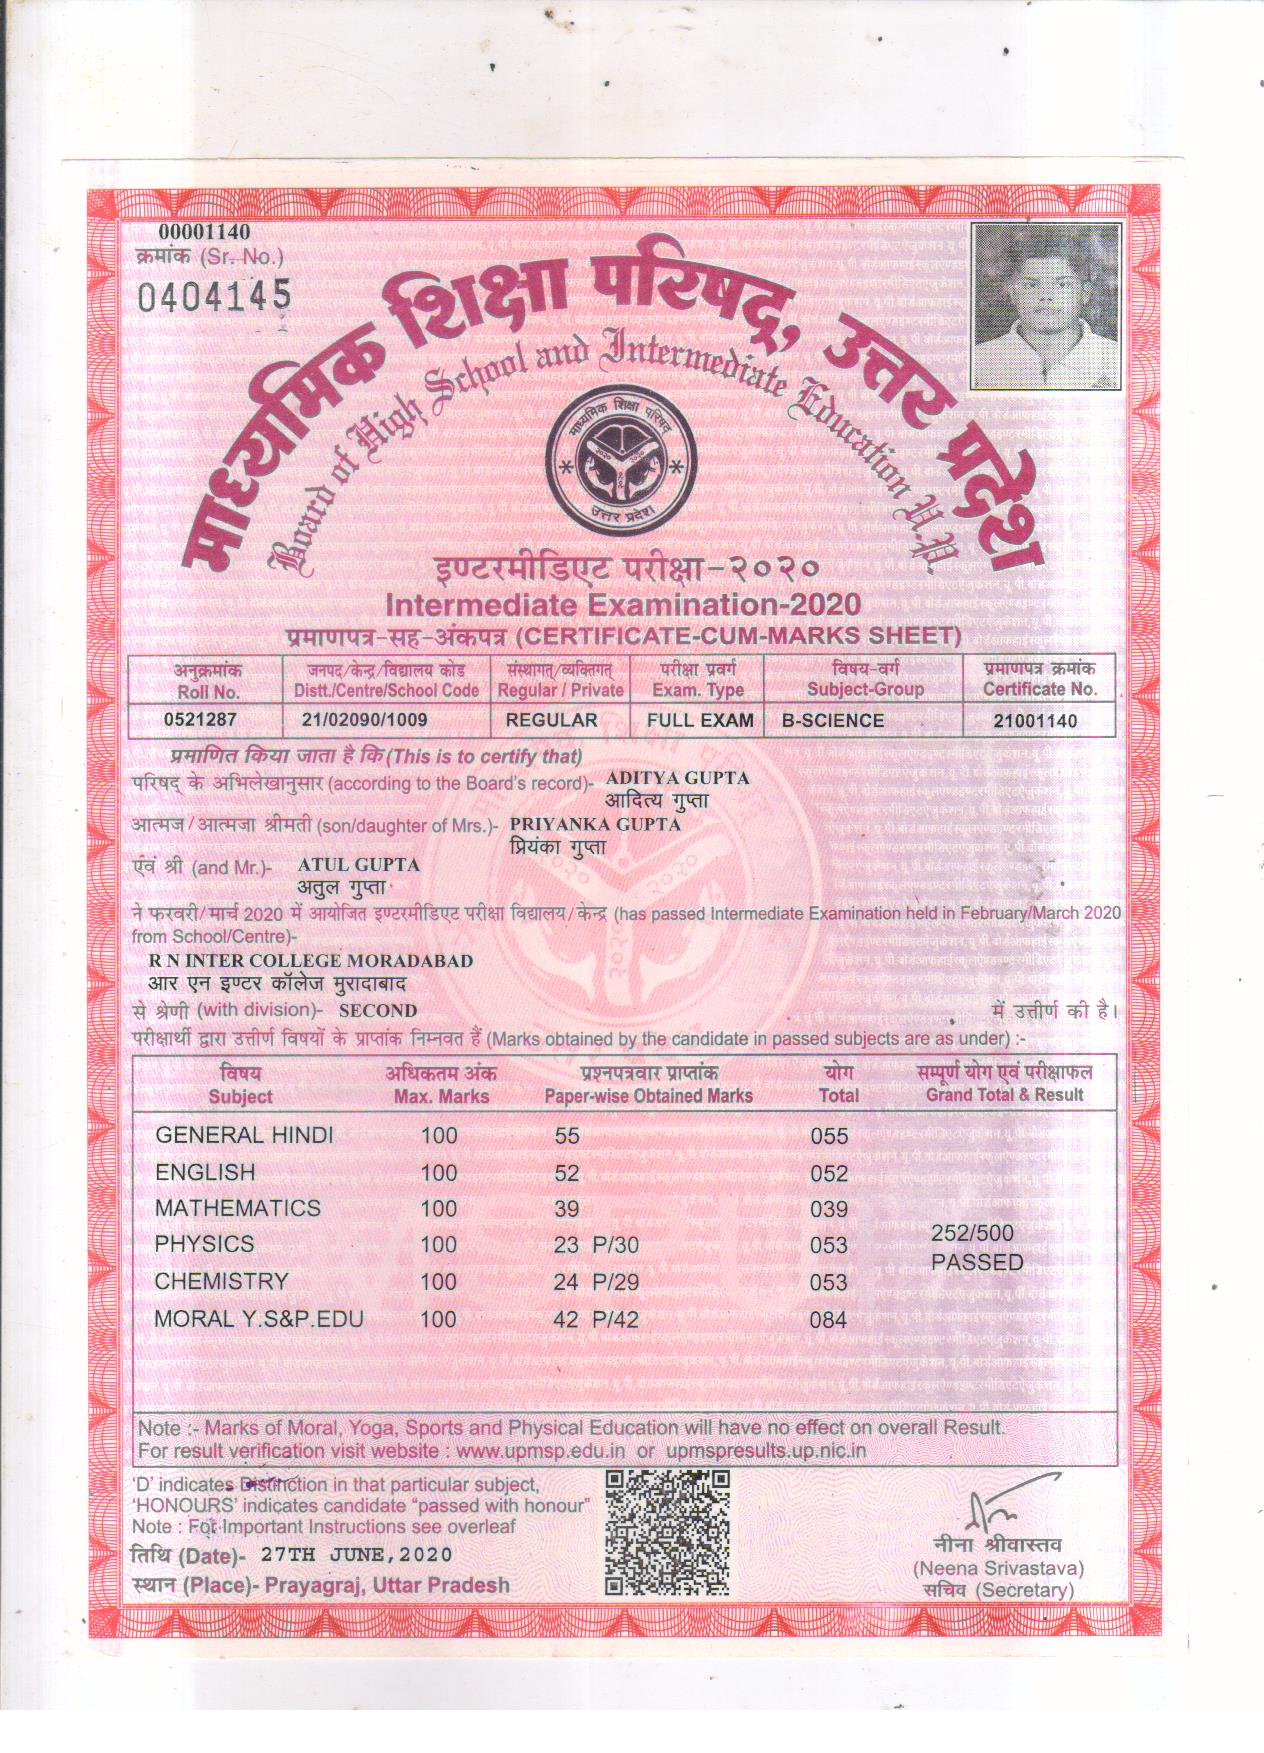 00001140
क्रमांक (Sr. No.)
0404145
माध्यमिक शिक्षा परिषद्, उत्तर प्रदेश
Board of High School and Intermediate Education U.P.
माध्यमिक शिक्षा परिषद्
२०२० २०२० २०२०
उत्तर प्रदेश
इण्टरमीडिएट परीक्षा-२०२०
Intermediate Examination-2020
प्रमाणपत्र-सह-अंकपत्र (CERTIFICATE-CUM-MARKS SHEET)
अनुक्रमांक जनपद/केन्द्र/विद्यालय कोड संस्थागत्/व्यक्तिगत् परीक्षा प्रवर्ग विषय-वर्ग प्रमाणपत्र क्रमांक
Roll No. Distt./Centre/School Code Regular / Private Exam. Type Subject-Group Certificate No.
0521287 21/02090/1009 REGULAR FULL EXAM B-SCIENCE 21001140
प्रमाणित किया जाता है कि (This is to certify that)
परिषद् के अभिलेखानुसार (according to the Board's record)- ADITYA GUPTA
आदित्य गुप्ता
आत्मज/आत्मजा श्रीमती (son/daughter of Mrs.)- PRIYANKA GUPTA
प्रियंका गुप्ता
एवं श्री (and Mr.)- ATUL GUPTA
अतुल गुप्ता
ने फरवरी/मार्च 2020 में आयोजित इण्टरमीडिएट परीक्षा विद्यालय/केन्द्र (has passed Intermediate Examination held in February/March 2020
from School/Centre)-
R N INTER COLLEGE MORADABAD
आर एन इण्टर कॉलेज मुरादाबाद
से श्रेणी (with division)- SECOND में उत्तीर्ण की है।
परीक्षार्थी द्वारा उत्तीर्ण विषयों के प्राप्तांक निम्नवत हैं (Marks obtained by the candidate in passed subjects are as under) :-
विषय अधिकतम अंक प्रश्नपत्रवार प्राप्तांक योग सम्पूर्ण योग एवं परीक्षाफल
Subject Max. Marks Paper-wise Obtained Marks Total Grand Total & Result
GENERAL HINDI 100 55 055
ENGLISH 100 52 052
MATHEMATICS 100 39 039
252/500
PHYSICS 100 23 P/30 053
PASSED
CHEMISTRY 100 24 P/29 053
MORAL Y.S&P.EDU 100 42 P/42 084
Note :- Marks of Moral, Yoga, Sports and Physical Education will have no effect on overall Result.
For result verification visit website : www.upmsp.edu.in or upmspresults.up.nic.in
'D' indicates Distinction in that particular subject,
'HONOURS' indicates candidate "passed with honour"
Note : For Important Instructions see overleaf
तिथि (Date)- 27TH JUNE,2020
स्थान (Place)- Prayagraj, Uttar Pradesh
नीना श्रीवास्तव
(Neena Srivastava)
सचिव (Secretary)